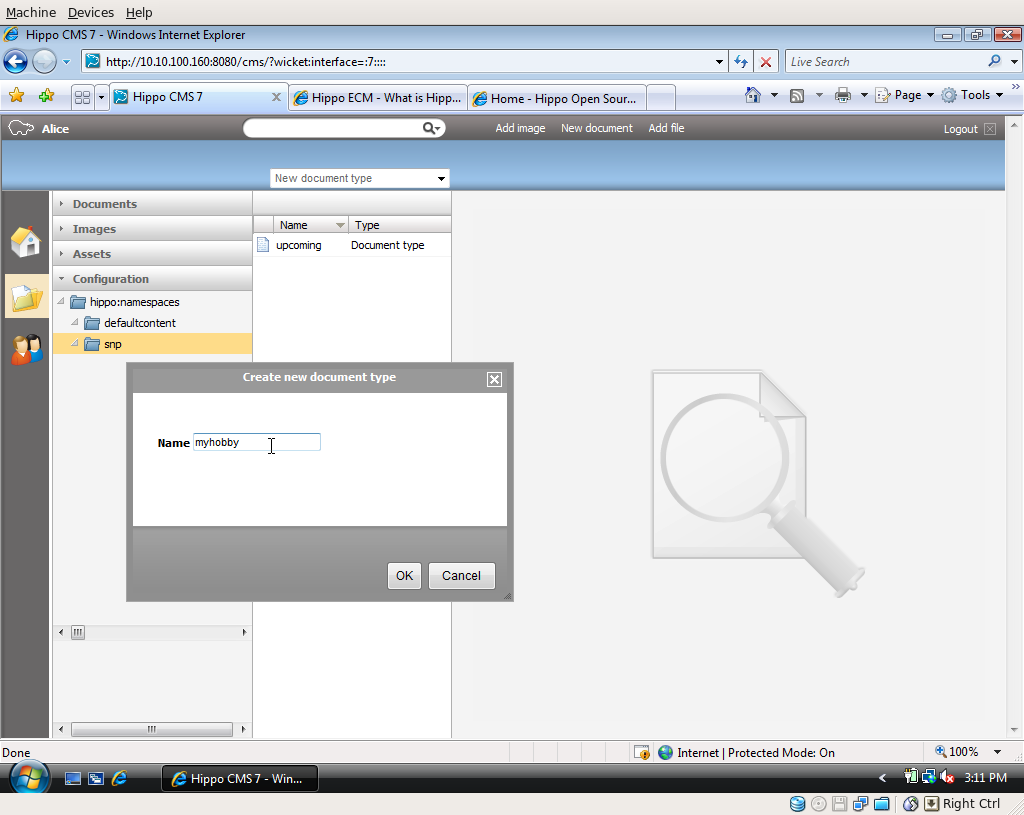 Machine Devices Help
Hippo CMS 7 - Windows Internet Explorer
http://10.10.100.160:8080/cms/?wicket:interface=:7::::
Live Search
Hippo CMS 7
Hippo ECM - What is Hipp...
Home - Hippo Open Sour...
Page
Tools
Alice
Add image
New document
Add file
Logout
New document type
Documents
Images
Assets
Configuration
hippo:namespaces
defaultcontent
snp
Name Type
upcoming Document type
Create new document type
Name myhobby
OK Cancel
Done
Internet | Protected Mode: On
100%
Hippo CMS 7 - Win...
3:11 PM
Right Ctrl